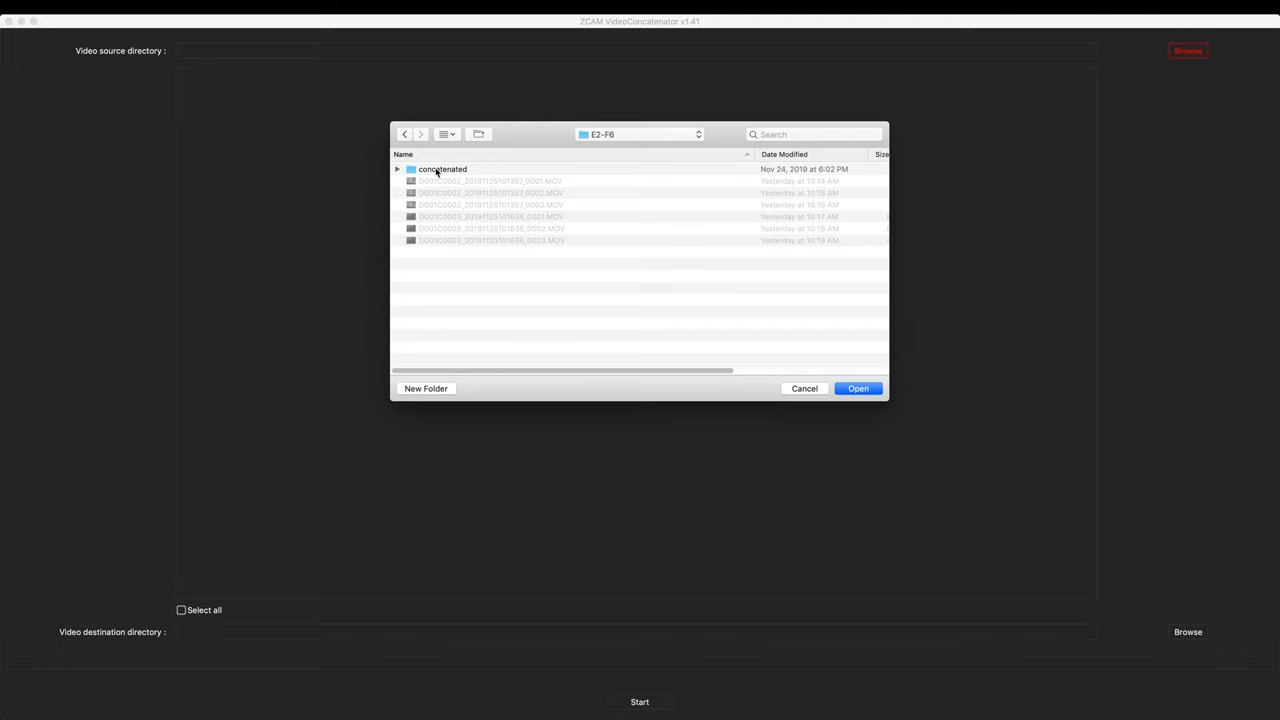 ZCAM VideoConcatenator v1.41
Video source directory :
Browse
E2-F6
Search
Name
Date Modified
Size
concatenated
Nov 24, 2019 at 6:02 PM
D001C0002_20191125101357_0001.MOV
Yesterday at 10:14 AM
D001C0002_20191125101357_0002.MOV
Yesterday at 10:15 AM
D001C0002_20191125101357_0003.MOV
Yesterday at 10:16 AM
D001C0003_20191125101636_0001.MOV
Yesterday at 10:17 AM
D001C0003_20191125101636_0002.MOV
Yesterday at 10:18 AM
D001C0003_20191125101636_0003.MOV
Yesterday at 10:19 AM
New Folder
Cancel
Open
Select all
Video destination directory :
Browse
Start